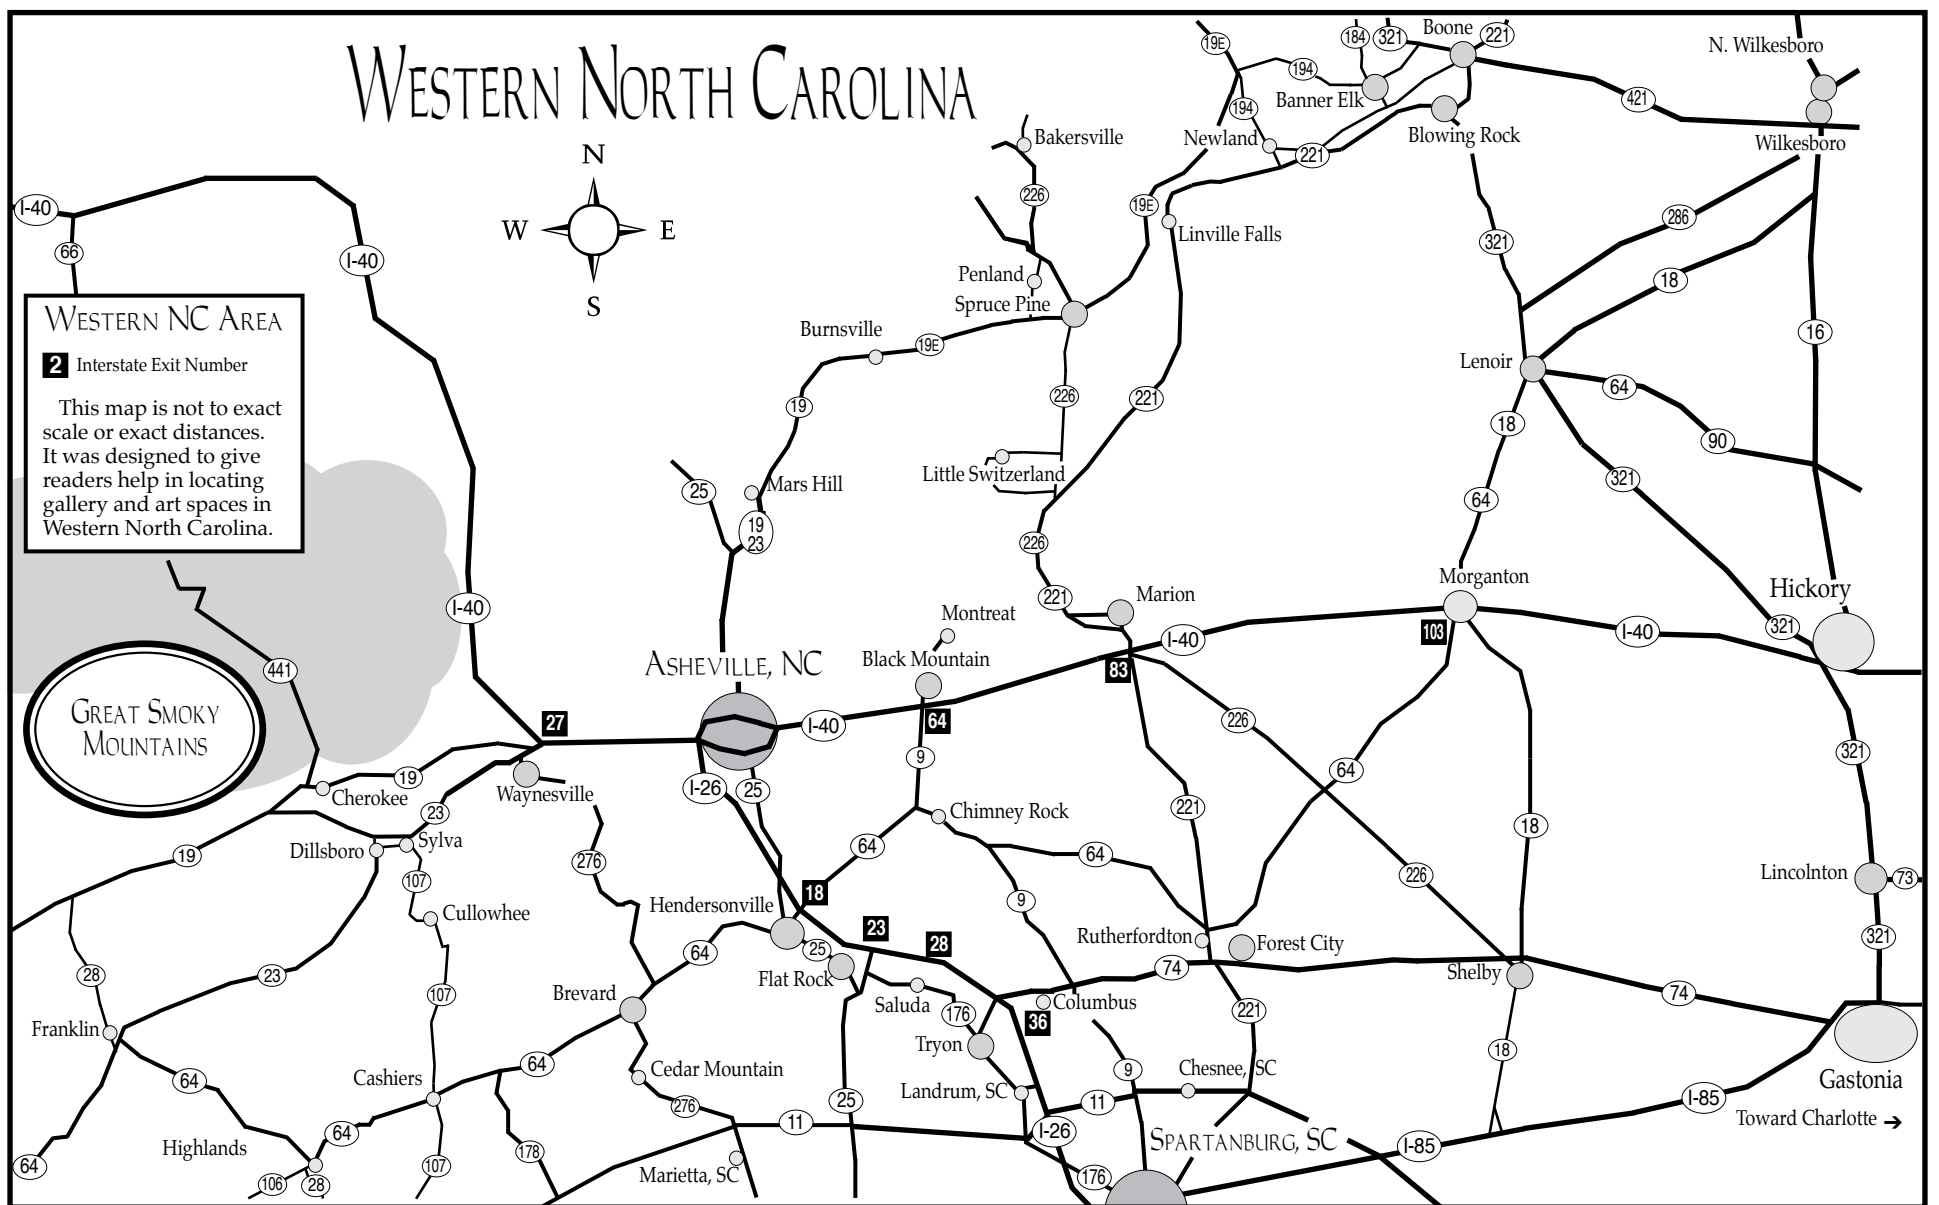 WESTERN NORTH CAROLINA
19E
184
321
Boone
221
N. Wilkesboro
194
Banner Elk
194
421
Newland
221
Blowing Rock
Wilkesboro
N
W
E
S
Bakersville
226
19E
Linville Falls
321
286
18
16
I-40
66
I-40
WESTERN NC AREA
2 Interstate Exit Number
This map is not to exact
scale or exact distances.
It was designed to give
readers help in locating
gallery and art spaces in
Western North Carolina.
Penland
Spruce Pine
Burnsville
19E
19
226
221
Lenoir
64
18
90
321
64
Little Switzerland
25
Mars Hill
19
23
226
221
Marion
Morganton
Hickory
I-40
Montreat
Black Mountain
I-40
103
I-40
321
83
441
ASHEVILLE, NC
GREAT SMOKY
MOUNTAINS
27
I-40
64
9
226
64
321
19
Cherokee
Waynesville
23
I-26
25
Chimney Rock
221
18
19
Dillsboro
Sylva
276
64
64
226
Lincolnton
73
107
Cullowhee
18
Hendersonville
9
321
23
28
Rutherfordton
Forest City
28
23
64
25
Flat Rock
74
Shelby
74
107
Brevard
Saluda
176
Columbus
36
221
Franklin
Tryon
18
64
Cashiers
64
Cedar Mountain
Landrum, SC
9
Chesnee, SC
Gastonia
276
25
11
11
I-85
Toward Charlotte ➔
64
Highlands
64
178
107
Marietta, SC
I-26
SPARTANBURG, SC
I-85
106
28
176